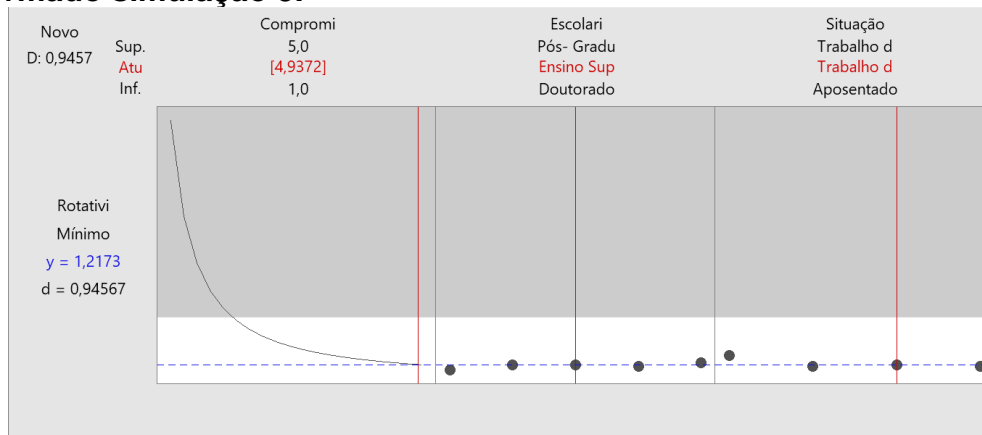 Novo
D: 0,9457
Sup.
Atu
Inf.
Compromi
5,0
[4,9372]
1,0
Escolari
Pós- Gradu
Ensino Sup
Doutorado
Situação
Trabalho d
Trabalho d
Aposentado
Rotativi
Mínimo
y = 1,2173
d = 0,94567